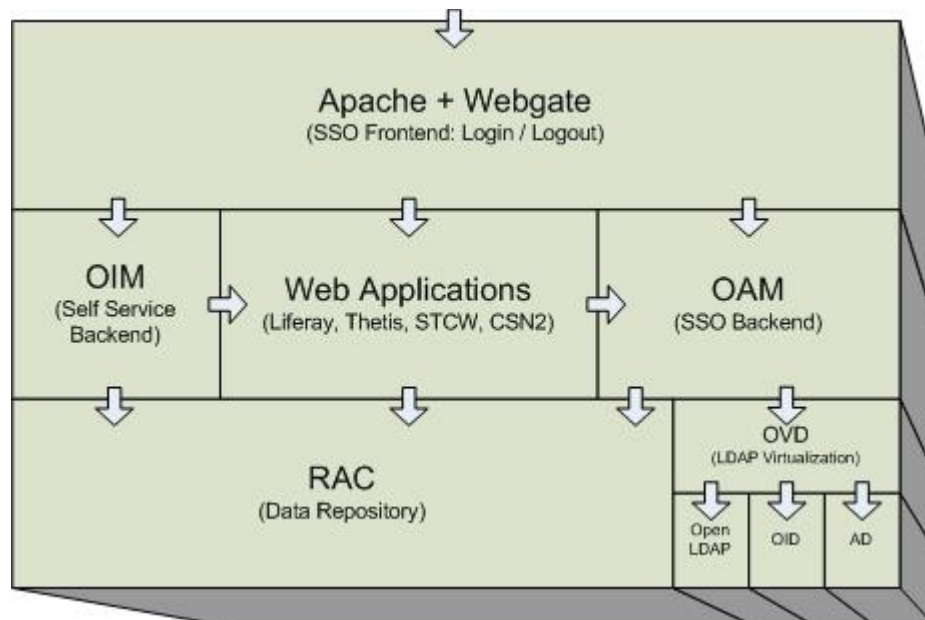 Apache + Webgate
(SSO Frontend: Login / Logout)
OIM
(Self Service
Backend)
Web Applications
(Liferay, Thetis, STCW, CSN2)
OAM
(SSO Backend)
RAC
(Data Repository)
OVD
(LDAP Virtualization)
Open
LDAP
OID
AD